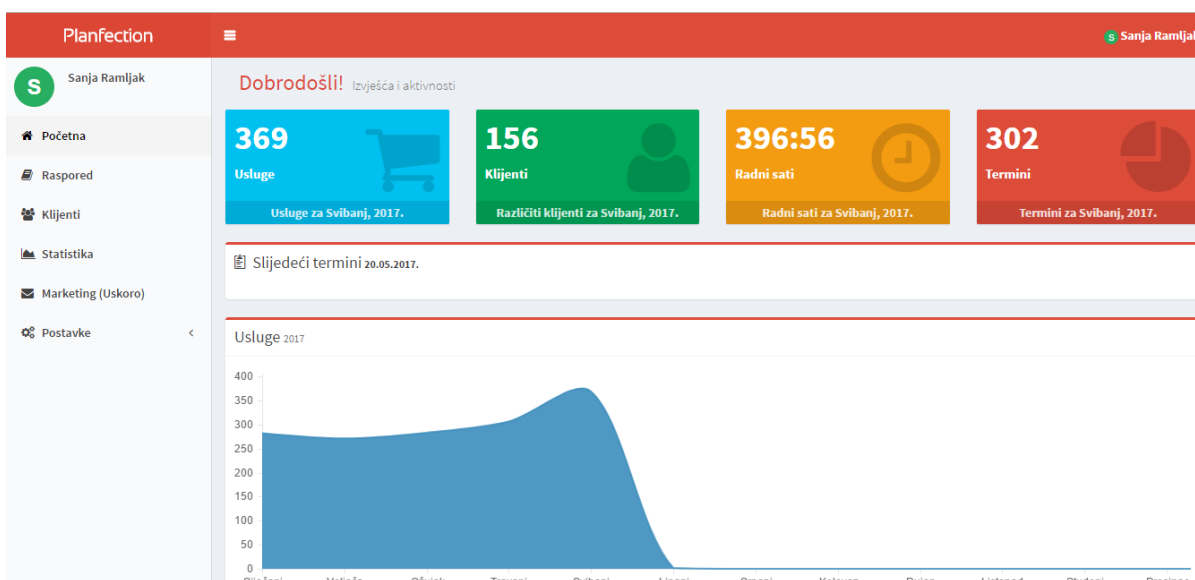 Planfection
S Sanja Ramljak
S Sanja Ramljak
Dobrodošli! Izvješća i aktivnosti
Početna
Raspored
Klijenti
Statistika
Marketing (Uskoro)
Postavke
369
Usluge
Usluge za Svibanj, 2017.
156
Klijenti
Različiti klijenti za Svibanj, 2017.
396:56
Radni sati
Radni sati za Svibanj, 2017.
302
Termini
Termini za Svibanj, 2017.
Slijedeći termini 20.05.2017.
Usluge 2017
400
350
300
250
200
150
100
50
0